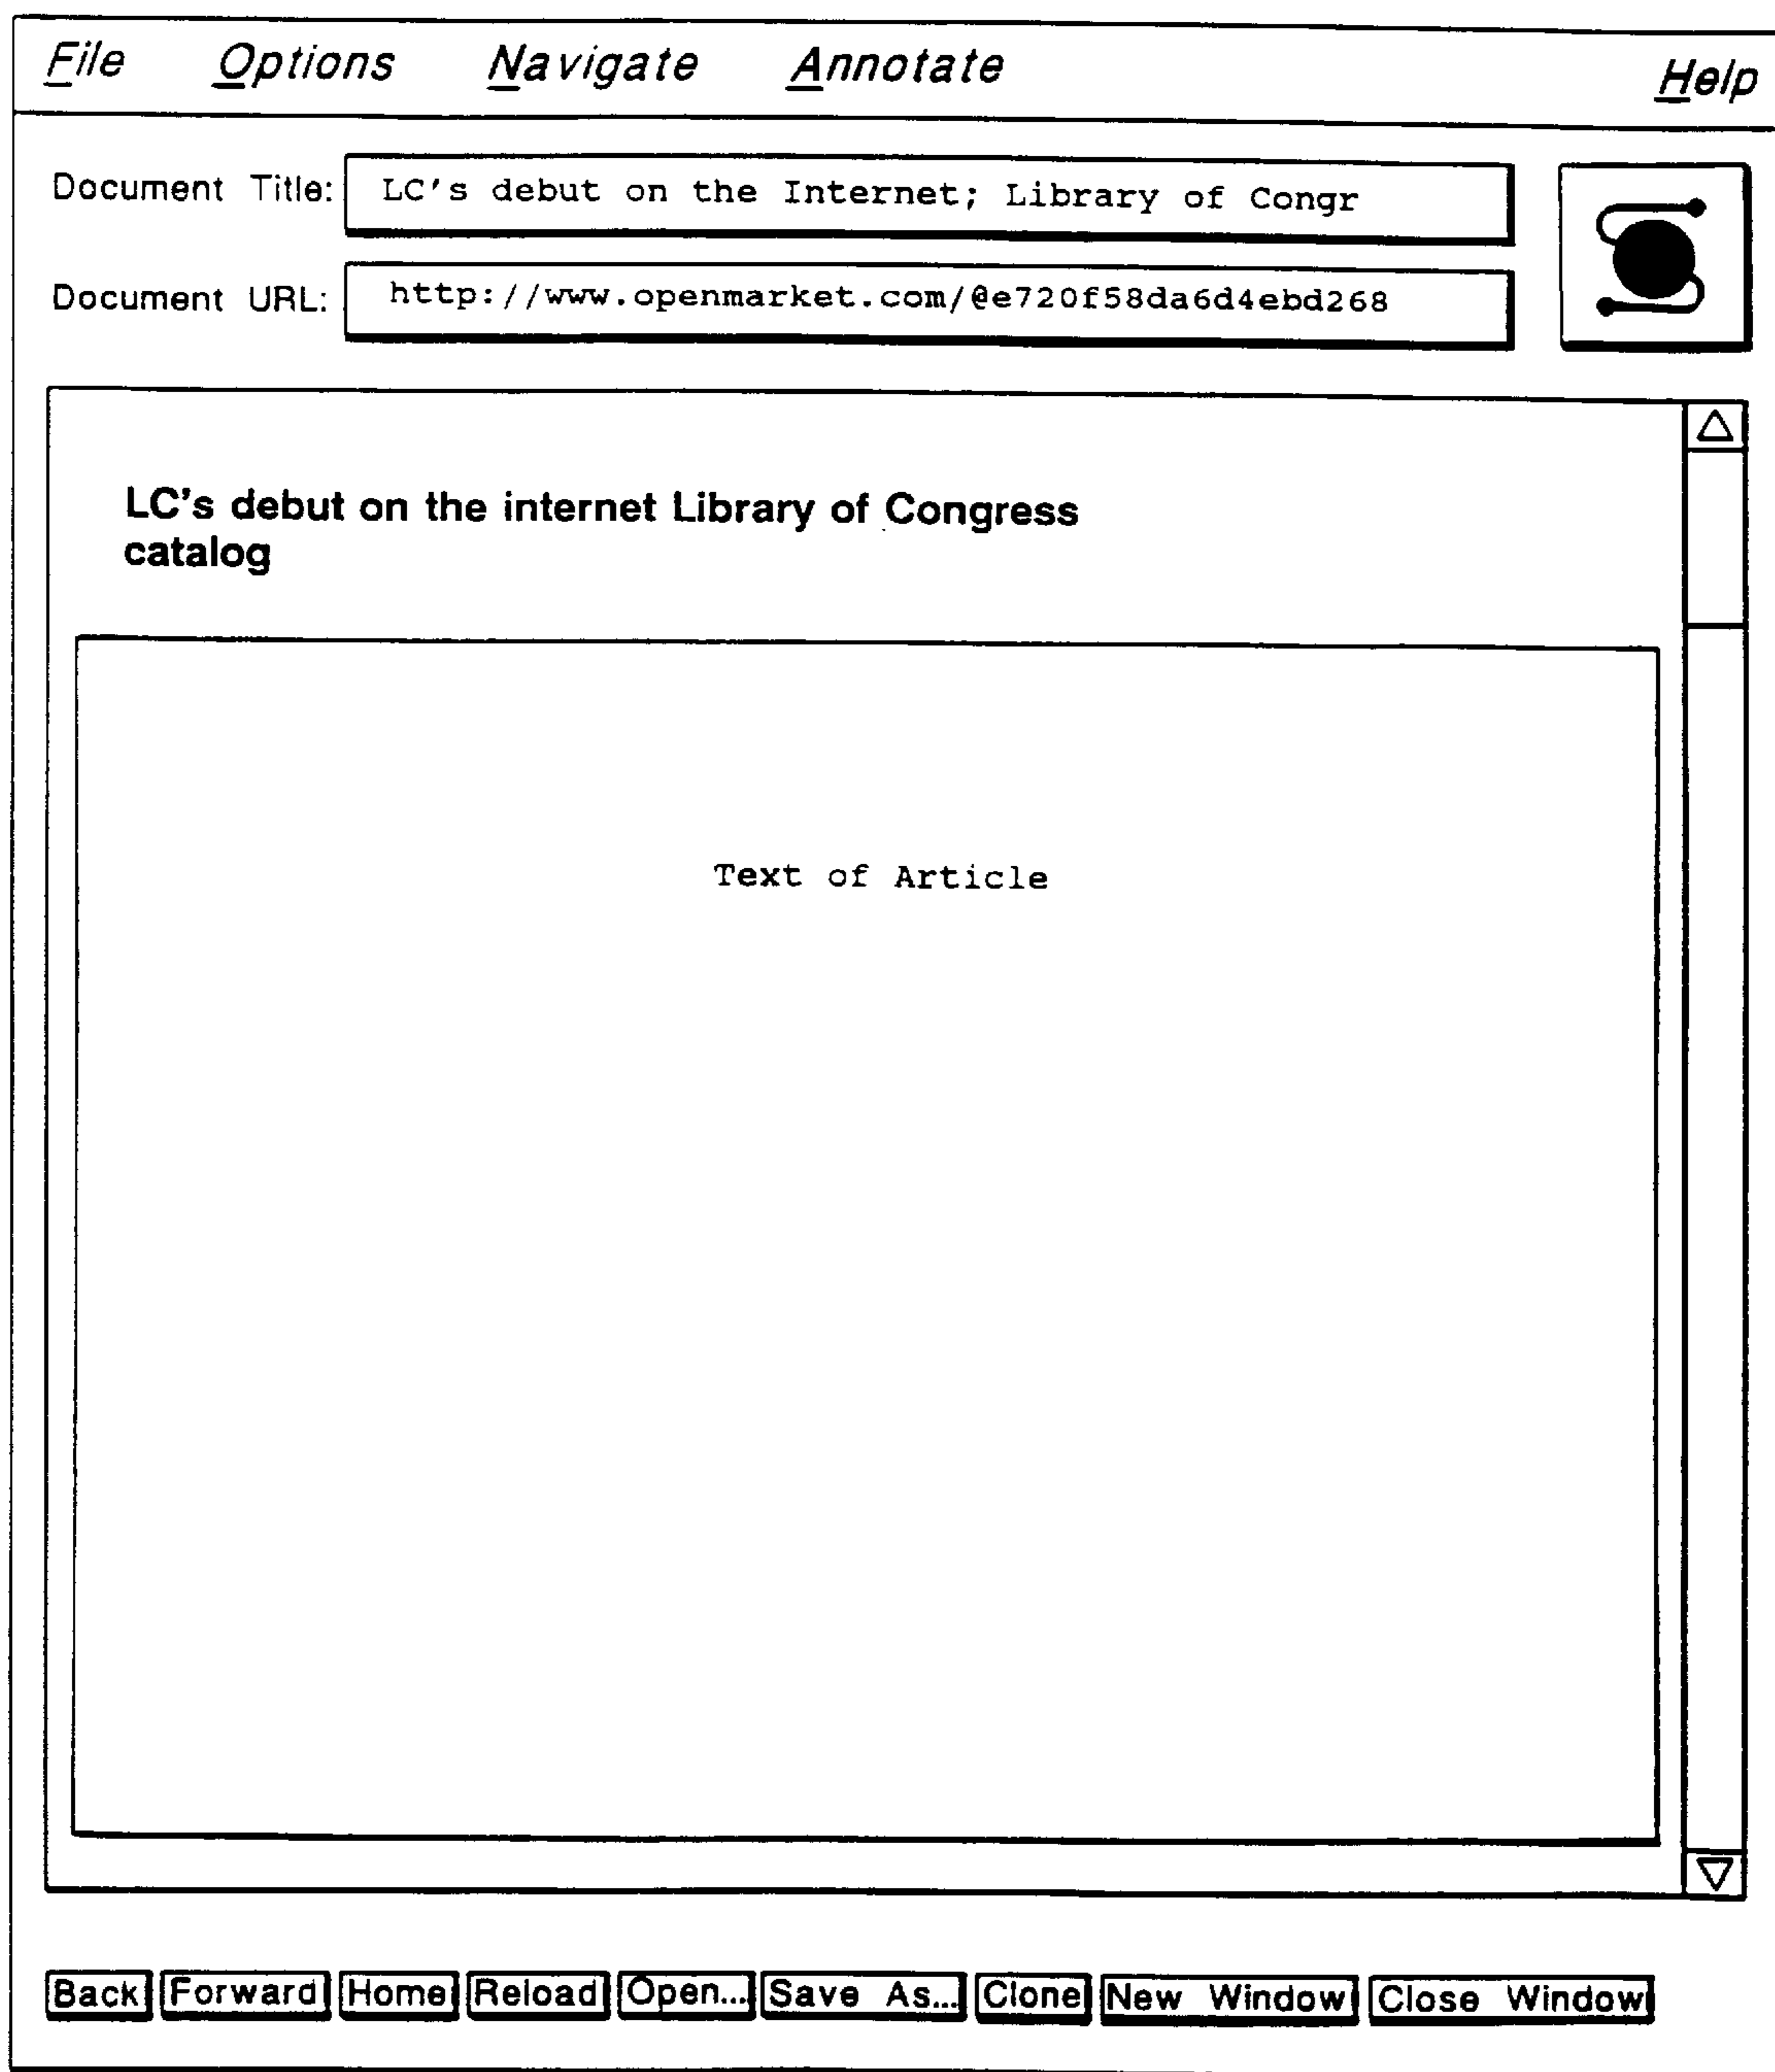 File Options Navigate Annotate Help
Document Title: LC's debut on the Internet; Library of Congr
Document URL: http://www.openmarket.com/@e720f58da6d4ebd268
LC's debut on the internet Library of Congress
catalog
Text of Article
Back Forward Home Reload Open... Save As... Clone New Window Close Window